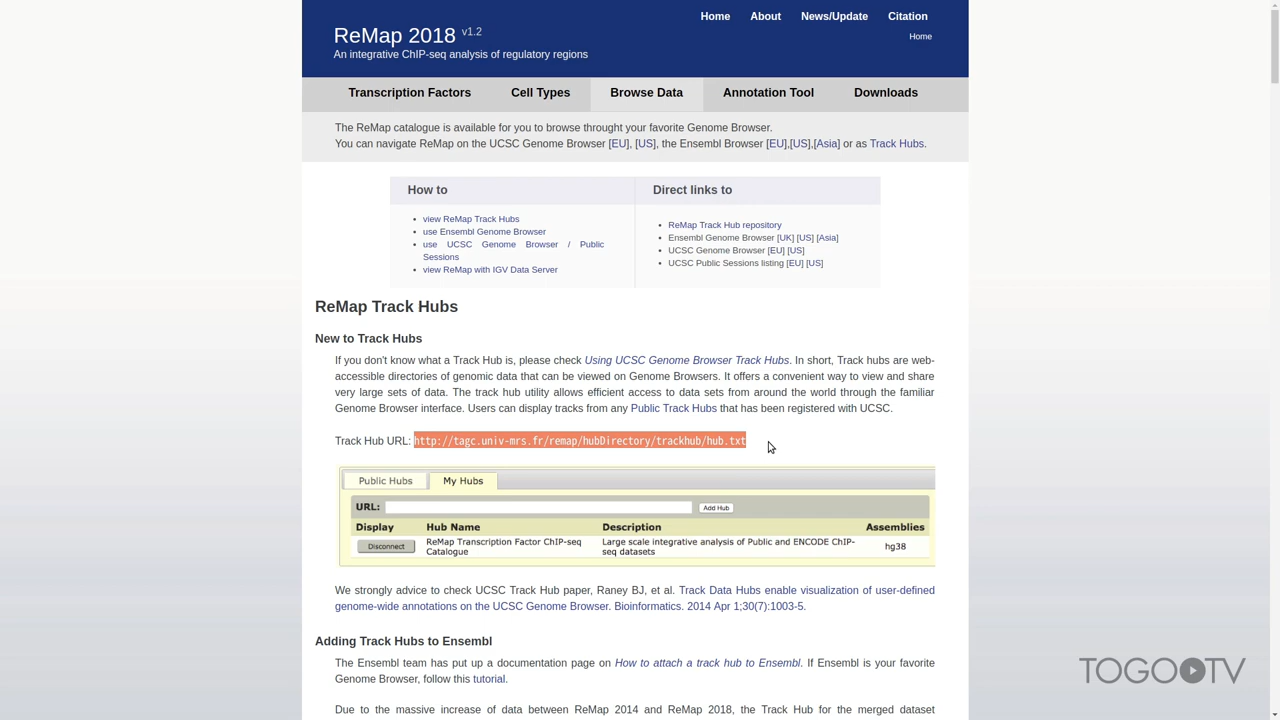 Home About News/Update Citation
ReMap 2018 v1.2
Home
An integrative ChIP-seq analysis of regulatory regions
Transcription Factors Cell Types Browse Data Annotation Tool Downloads
The ReMap catalogue is available for you to browse throught your favorite Genome Browser.
You can navigate ReMap on the UCSC Genome Browser [EU], [US], the Ensembl Browser [EU],[US],[Asia] or as Track Hubs.
How to
view ReMap Track Hubs
use Ensembl Genome Browser
use UCSC Genome Browser / Public
Sessions
view ReMap with IGV Data Server
Direct links to
ReMap Track Hub repository
Ensembl Genome Browser [UK] [US] [Asia]
UCSC Genome Browser [EU] [US]
UCSC Public Sessions listing [EU] [US]
ReMap Track Hubs
New to Track Hubs
If you don't know what a Track Hub is, please check Using UCSC Genome Browser Track Hubs. In short, Track hubs are web-
accessible directories of genomic data that can be viewed on Genome Browsers. It offers a convenient way to view and share
very large sets of data. The track hub utility allows efficient access to data sets from around the world through the familiar
Genome Browser interface. Users can display tracks from any Public Track Hubs that has been registered with UCSC.
Track Hub URL: http://tagc.univ-mrs.fr/remap/hubDirectory/trackhub/hub.txt
Public Hubs My Hubs
URL: Add Hub
Display Hub Name Description Assemblies
Disconnect ReMap Transcription Factor ChIP-seq Large scale integrative analysis of Public and ENCODE ChIP- hg38
Catalogue seq datasets
We strongly advice to check UCSC Track Hub paper, Raney BJ, et al. Track Data Hubs enable visualization of user-defined
genome-wide annotations on the UCSC Genome Browser. Bioinformatics. 2014 Apr 1;30(7):1003-5.
Adding Track Hubs to Ensembl
The Ensembl team has put up a documentation page on How to attach a track hub to Ensembl. If Ensembl is your favorite
Genome Browser, follow this tutorial.
Due to the massive increase of data between ReMap 2014 and ReMap 2018, the Track Hub for the merged dataset
TOGO TV